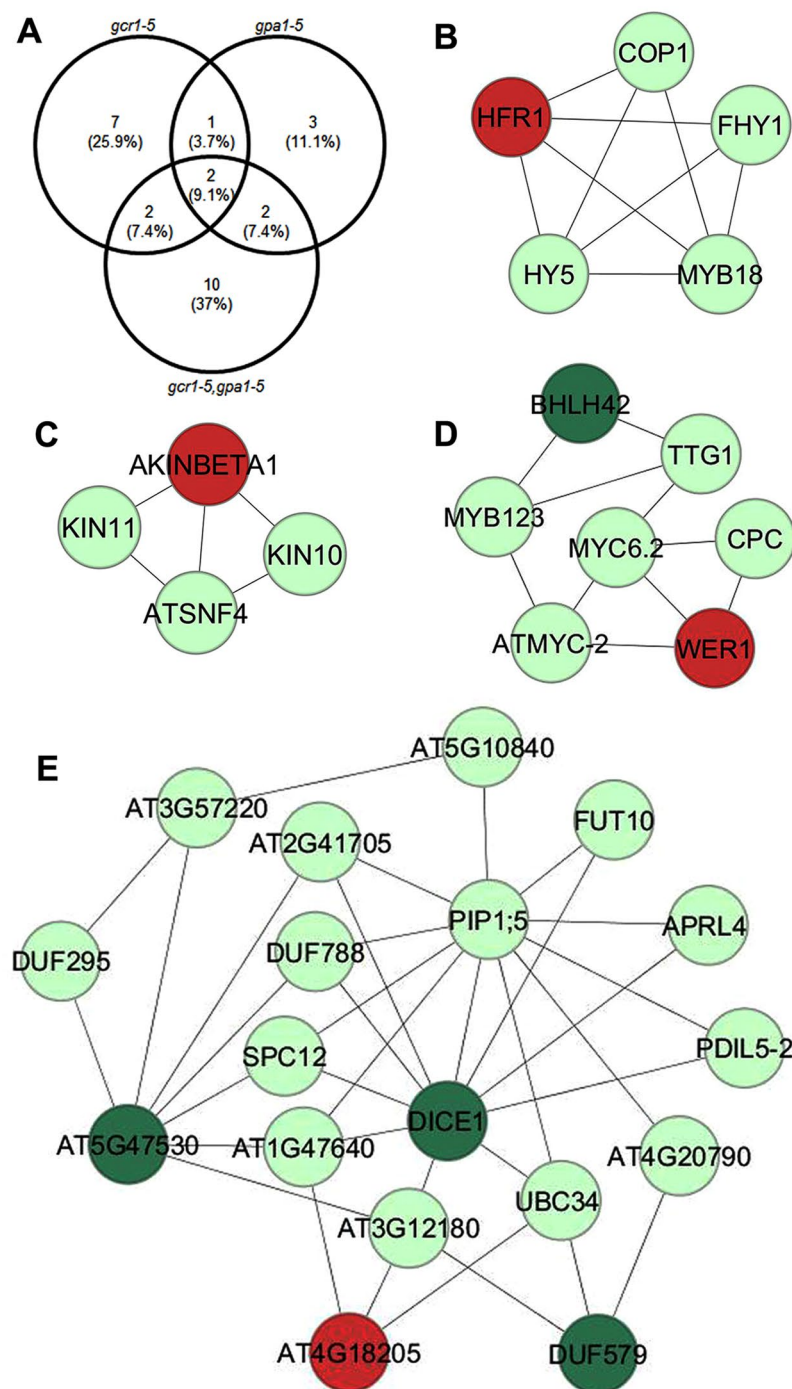 A
gcr1-5
gpa1-5
7
(25.9%)
1
(3.7%)
3
(11.1%)
2
(9.1%)
2
(7.4%)
2
(7.4%)
10
(37%)
gcr1-5,gpa1-5
B
COP1
HFR1
FHY1
HY5
MYB18
C
AKINBETA1
KIN11
KIN10
ATSNF4
D
BHLH42
TTG1
MYB123
MYC6.2
CPC
ATMYC-2
WER1
E
AT5G10840
AT3G57220
AT2G41705
FUT10
PIP1;5
APRL4
DUF295
DUF788
SPC12
PDIL5-2
DICE1
AT5G47530
AT1G47640
AT4G20790
UBC34
AT3G12180
AT4G18205
DUF579